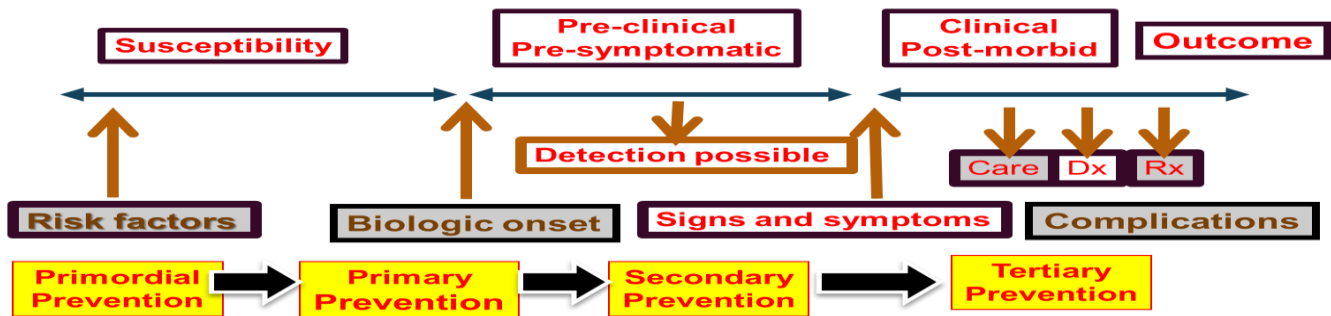 Susceptibility
Pre-clinical
Pre-symptomatic
Clinical
Post-morbid
Outcome
Detection possible
Care
Dx
Rx
Risk factors
Biologic onset
Signs and symptoms
Complications
Primordial
Prevention
Primary
Prevention
Secondary
Prevention
Tertiary
Prevention